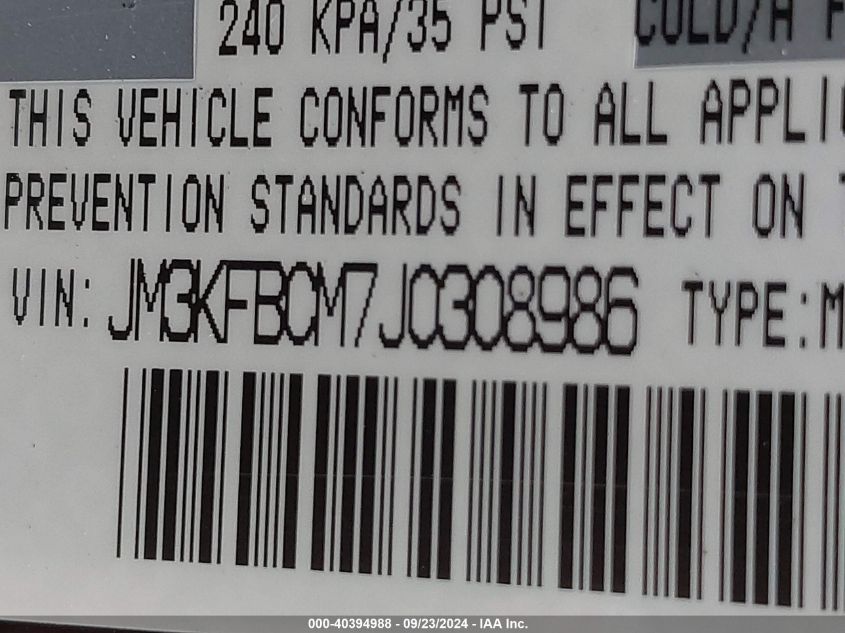 240 KPA/35 PSI COLD/A F
THIS VEHICLE CONFORMS TO ALL APPLI
PREVENTION STANDARDS IN EFFECT ON T
VIN: JM3KFBCM7J0308986 TYPE:M
000-40394988 - 09/23/2024 - IAA Inc.